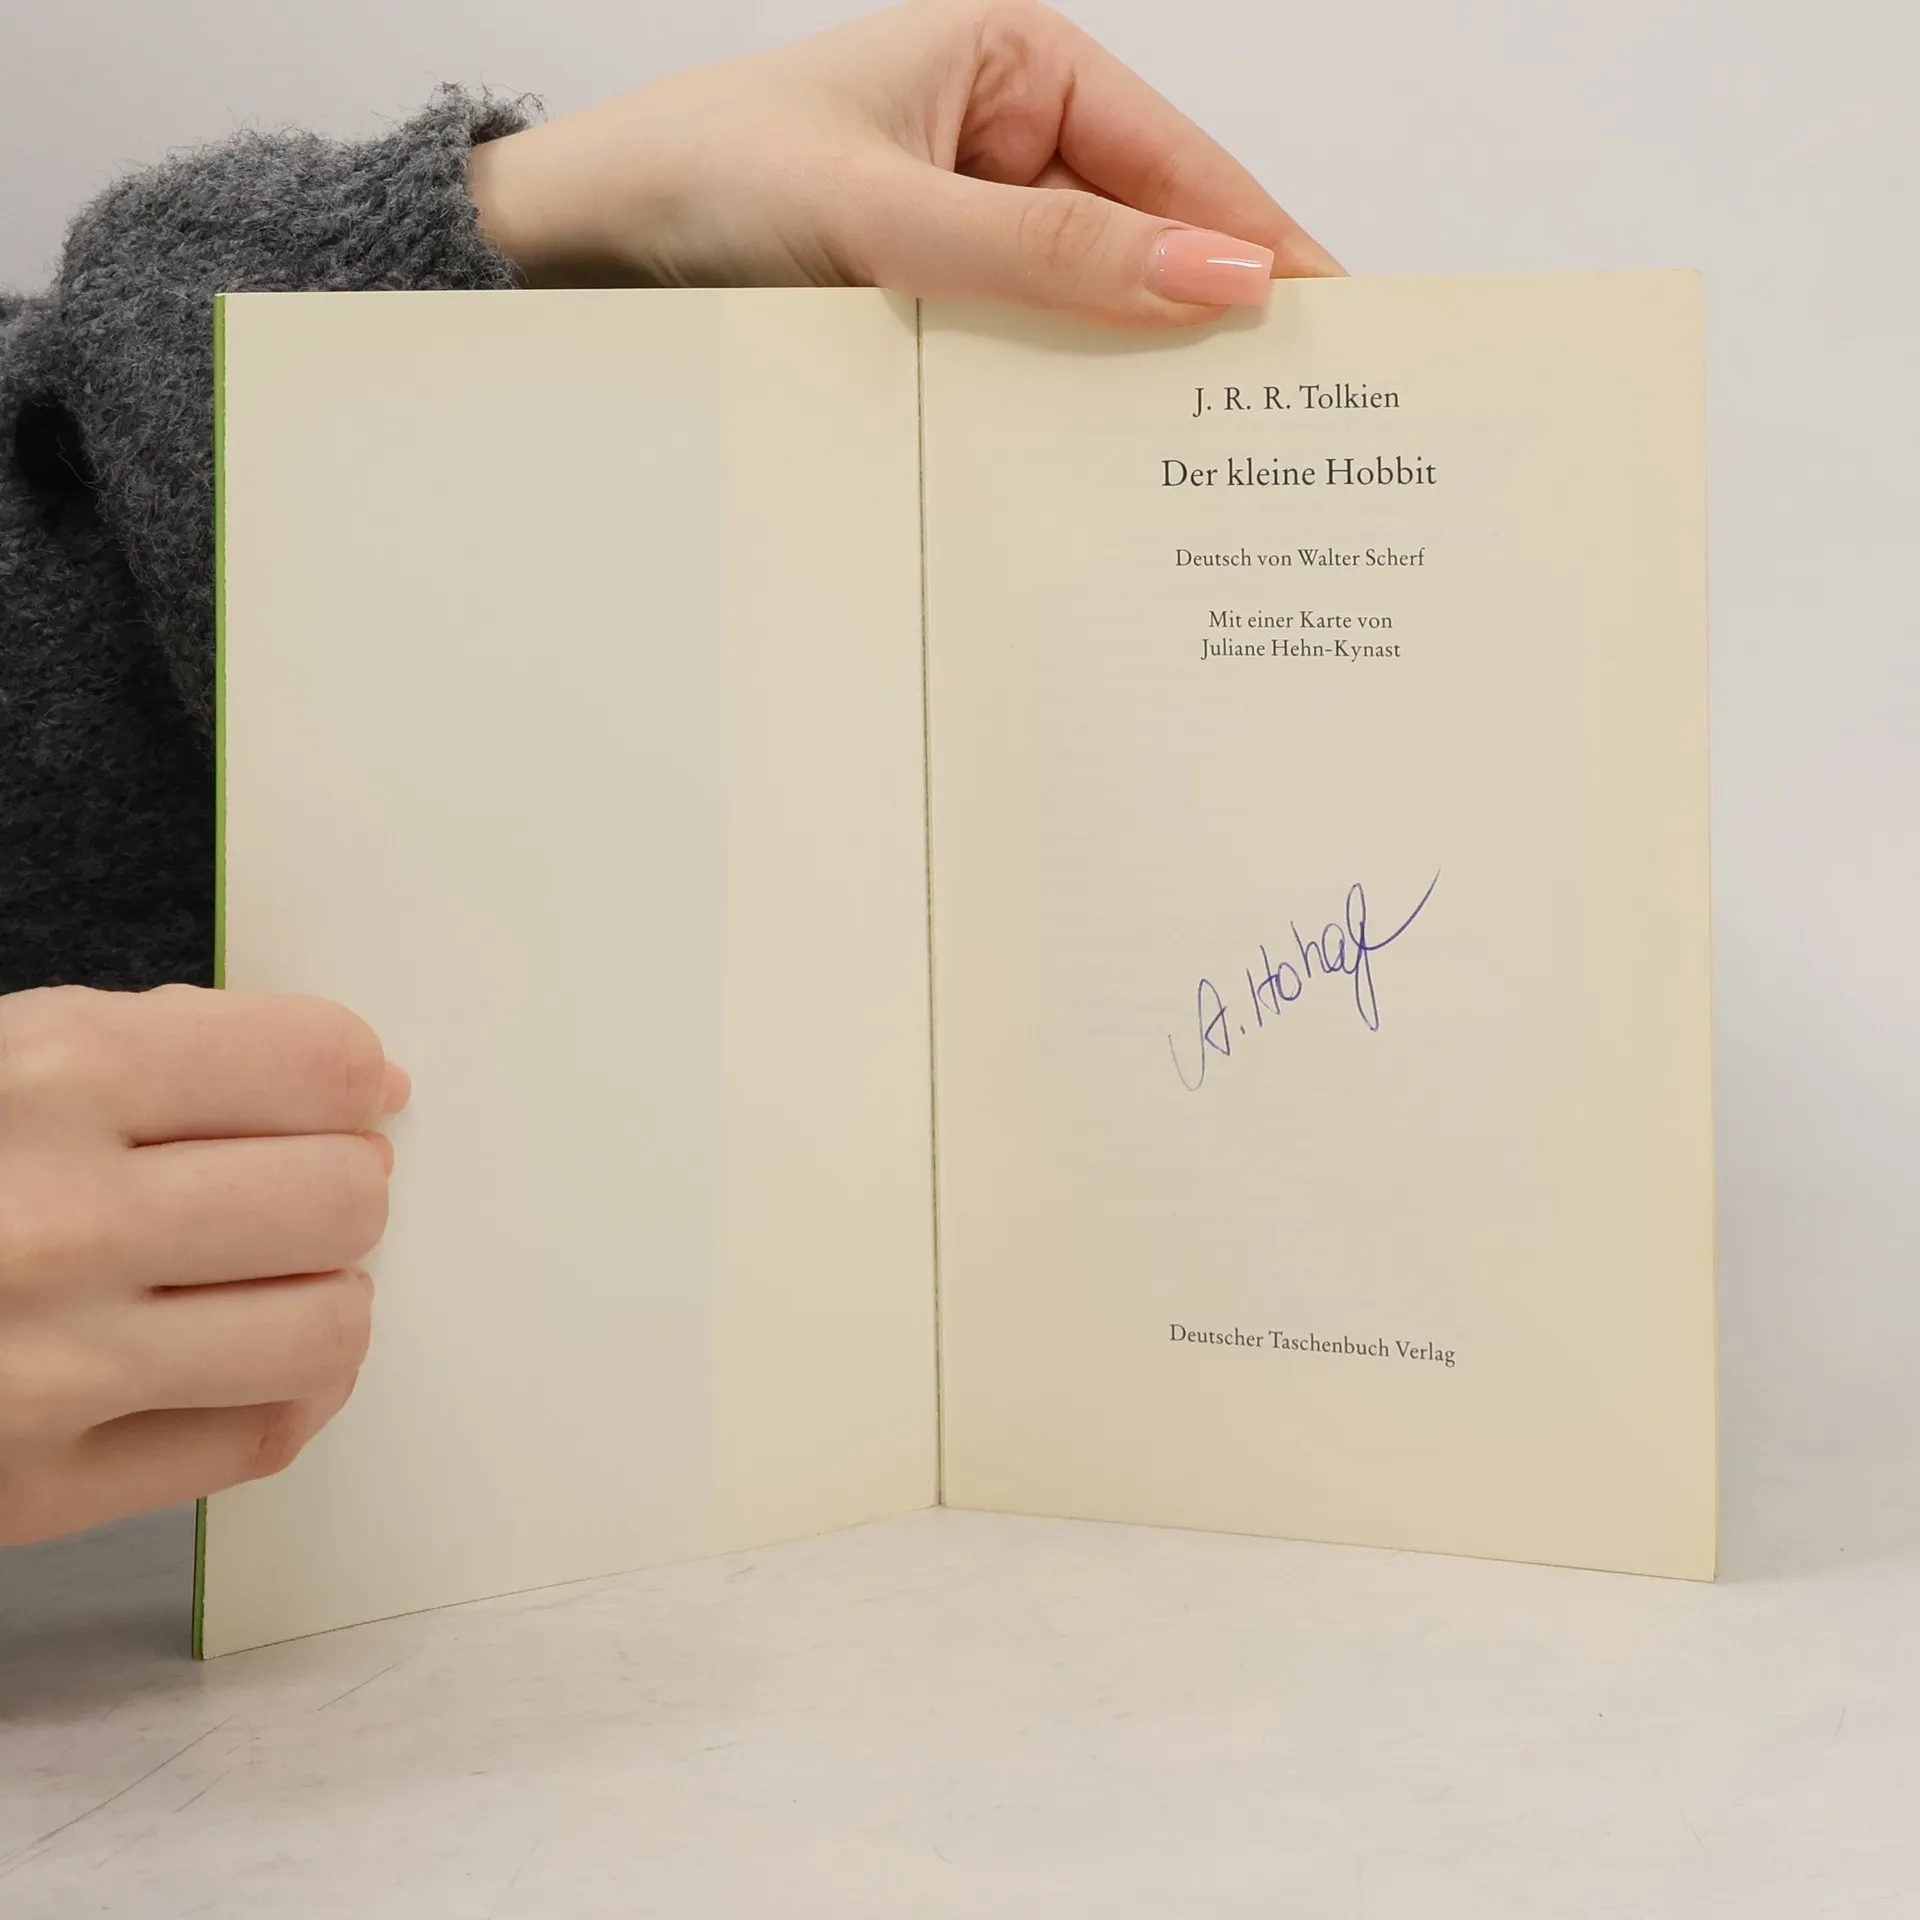 J. R. R. Tolkien
Der kleine Hobbit
Deutsch von Walter Scherf
Mit einer Karte von
Juliane Hehn-Kynast
A.
Deutscher Taschenbuch Verlag